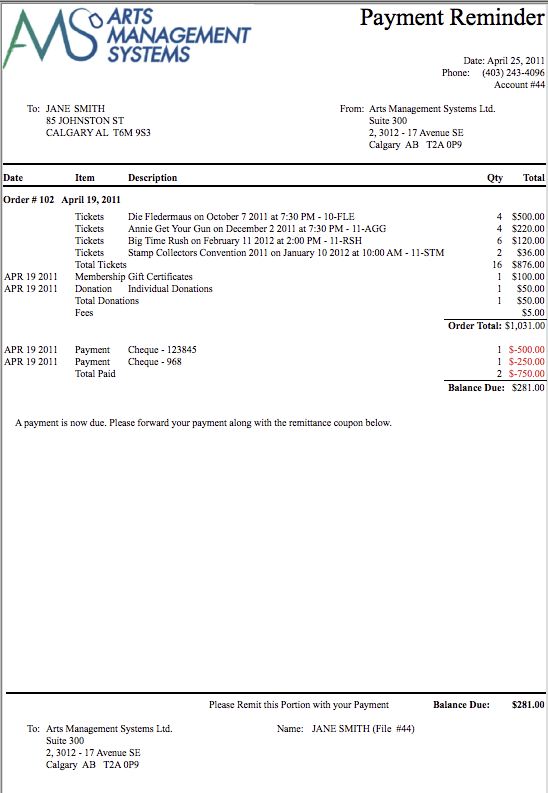 AMS ARTS
MANAGEMENT
SYSTEMS
Payment Reminder
Date: April 25, 2011
Phone: (403) 243-4096
Account #44
To: JANE SMITH
85 JOHNSTON ST
CALGARY AL T6M 9S3
From: Arts Management Systems Ltd.
Suite 300
2, 3012 - 17 Avenue SE
Calgary AB T2A 0P9
Date Item Description Qty Total
Order # 102 April 19, 2011
Tickets Die Fledermaus on October 7 2011 at 7:30 PM - 10-FLE 4 $500.00
Tickets Annie Get Your Gun on December 2 2011 at 7:30 PM - 11-AGG 4 $220.00
Tickets Big Time Rush on February 11 2012 at 2:00 PM - 11-RSH 6 $120.00
Tickets Stamp Collectors Convention 2011 on January 10 2012 at 10:00 AM - 11-STM 2 $36.00
Total Tickets 16 $876.00
APR 19 2011 Membership Gift Certificates 1 $100.00
APR 19 2011 Donation Individual Donations 1 $50.00
Total Donations 1 $50.00
Fees $5.00
Order Total: $1,031.00
APR 19 2011 Payment Cheque - 123845 1 $-500.00
APR 19 2011 Payment Cheque - 968 1 $-250.00
Total Paid 2 $-750.00
Balance Due: $281.00
A payment is now due. Please forward your payment along with the remittance coupon below.
Please Remit this Portion with your Payment Balance Due: $281.00
To: Arts Management Systems Ltd.
Suite 300
2, 3012 - 17 Avenue SE
Calgary AB T2A 0P9
Name: JANE SMITH (File #44)